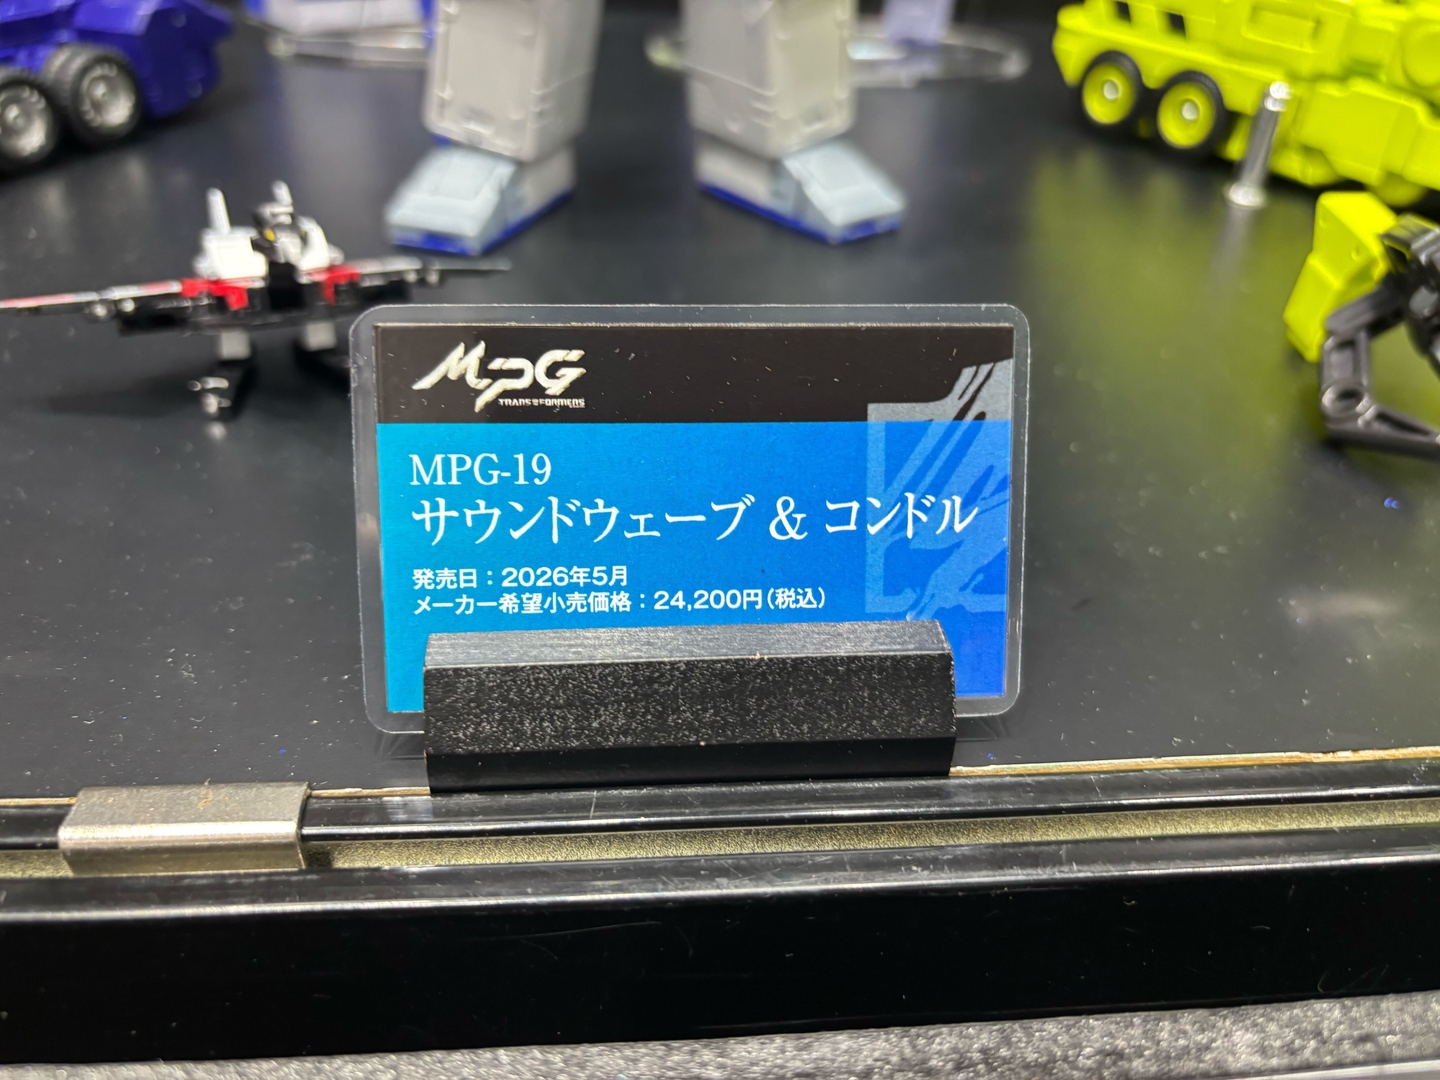 MPG
TRANSFORMERS
MPG-19
サウンドウェーブ & コンドル
発売日：2026年5月
メーカー希望小売価格：24,200円（税込）